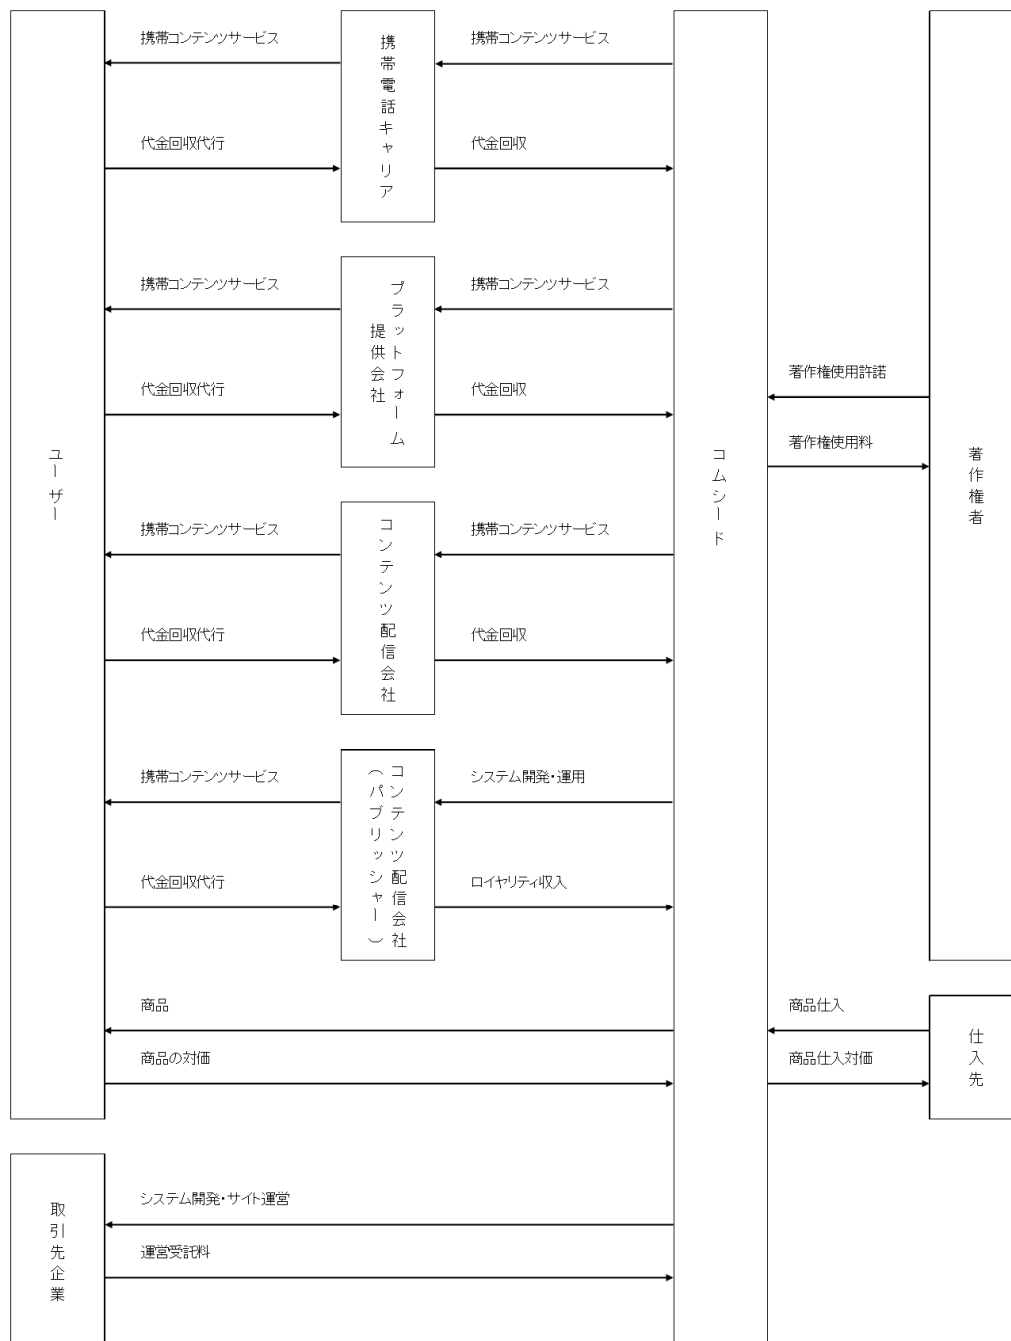 携帯コンテンツサービス
携帯コンテンツサービス
携帯電話キャリア
代金回収代行
代金回収
携帯コンテンツサービス
携帯コンテンツサービス
プラットフォーム
提供会社
代金回収代行
代金回収
著作権使用許諾
著作権使用料
ユーザー
コムシード
著作権者
携帯コンテンツサービス
携帯コンテンツサービス
コンテンツ配信会社
代金回収代行
代金回収
携帯コンテンツサービス
システム開発・運用
コンテンツ配信会社
（パブリッシャー）
代金回収代行
ロイヤリティ収入
商品
商品仕入
商品の対価
商品仕入対価
仕入先
システム開発・サイト運営
取引先企業
運営受託料